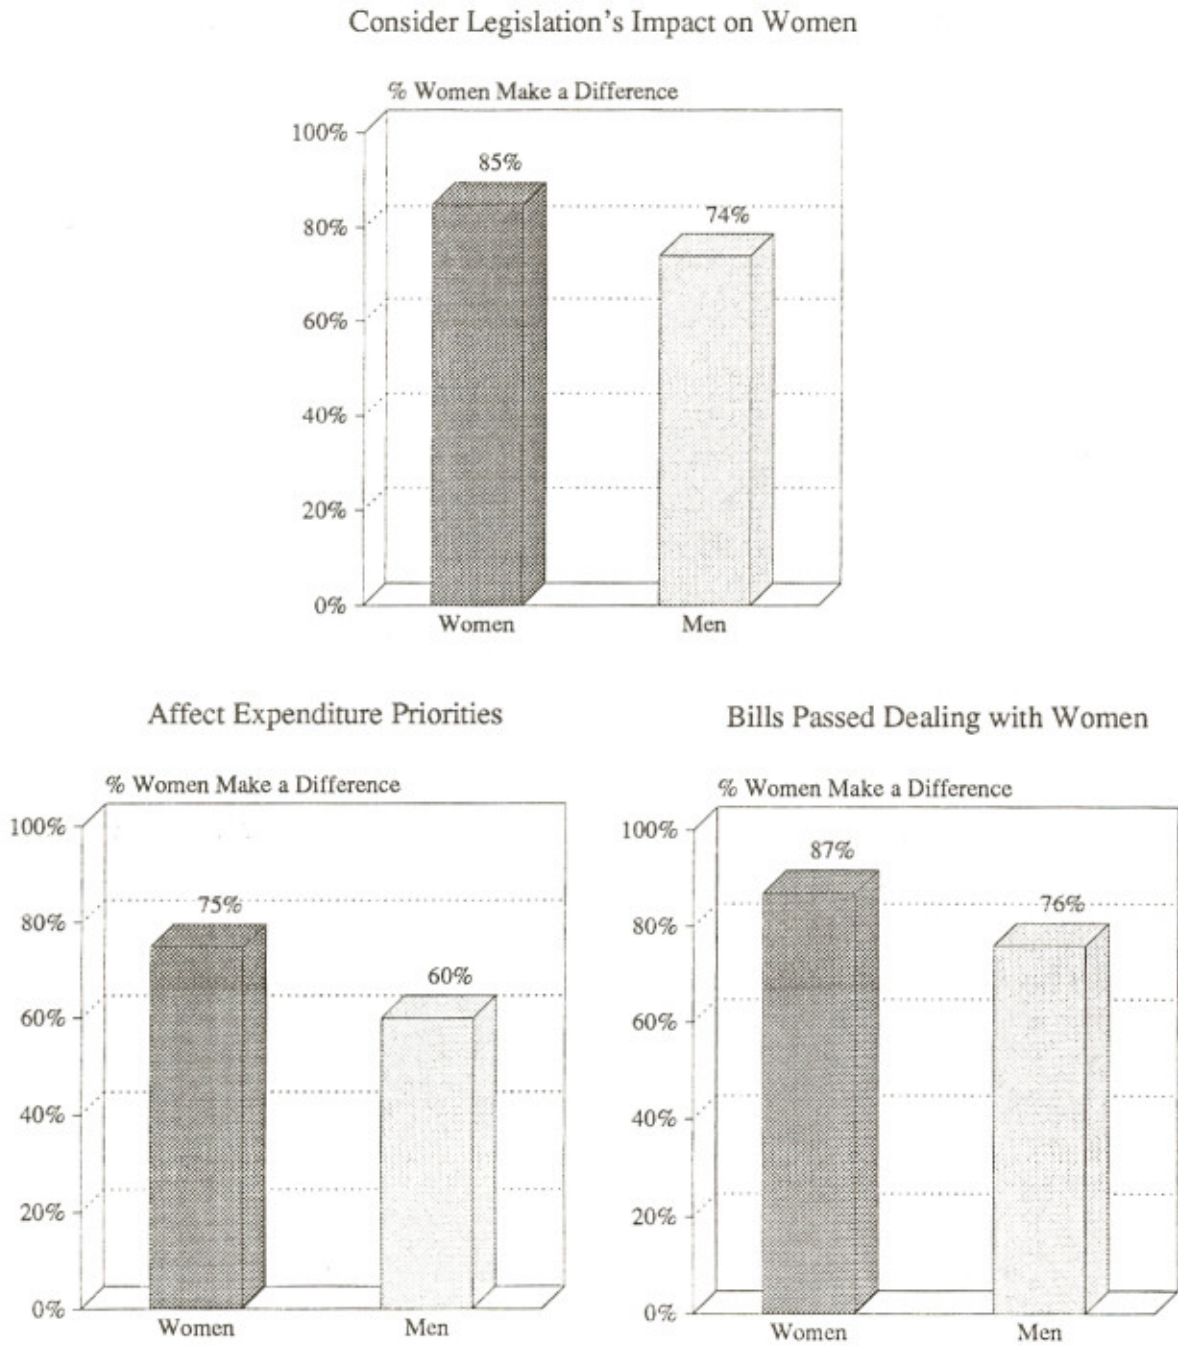 Consider Legislation's Impact on Women
% Women Make a Difference
100%
85%
80%
74%
60%
40%
20%
0%
Women
Men
Affect Expenditure Priorities
% Women Make a Difference
100%
80%
75%
60%
60%
40%
20%
0%
Women
Men
Bills Passed Dealing with Women
% Women Make a Difference
100%
87%
80%
76%
60%
40%
20%
0%
Women
Men